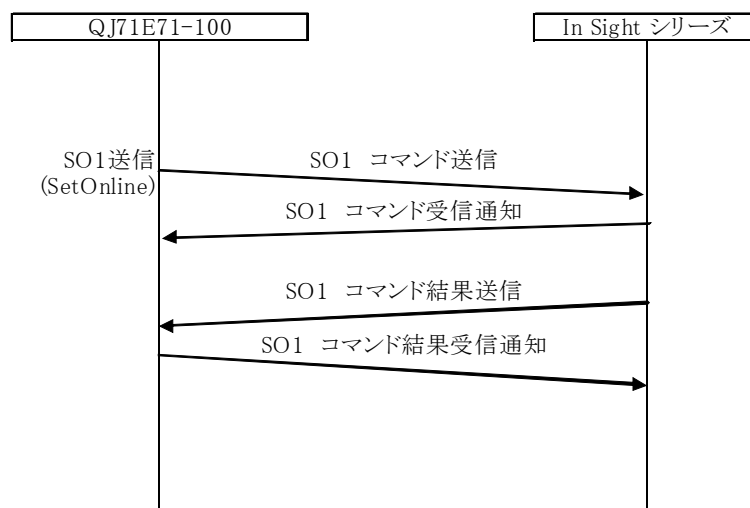 QJ71E71-100
In Sight シリーズ
SO1送信
(SetOnline)
SO1 コマンド送信
SO1 コマンド受信通知
SO1 コマンド結果送信
SO1 コマンド結果受信通知